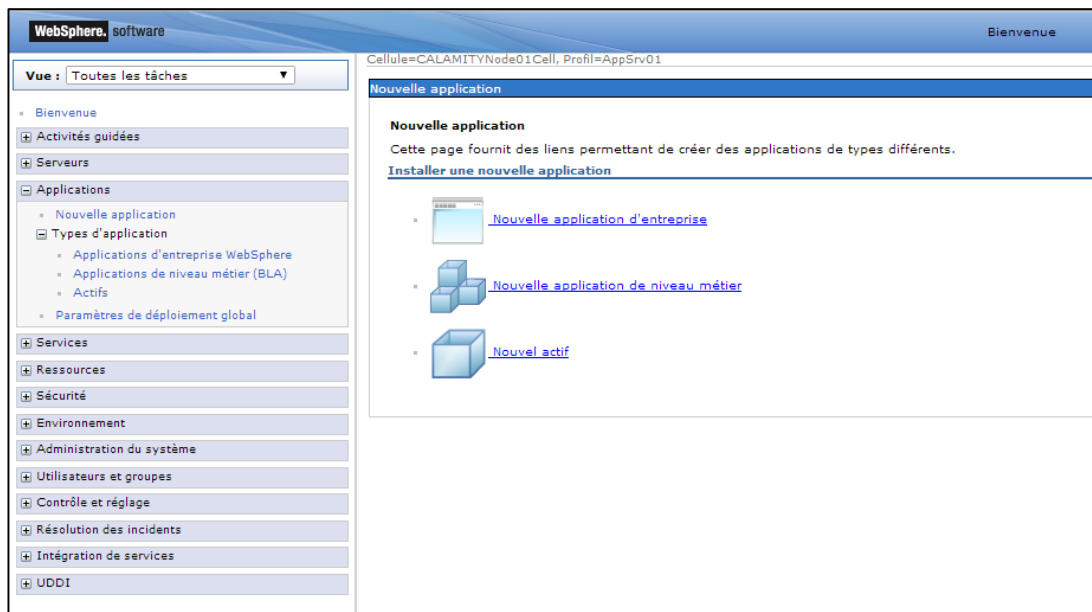 WebSphere. software
Bienvenue
Vue : Toutes les tâches
Cellule=CALAMITYNode01Cell, Profil=AppSrv01
Bienvenue
Activités guidées
Serveurs
Applications
Nouvelle application
Types d'application
Applications d'entreprise WebSphere
Applications de niveau métier (BLA)
Actifs
Paramètres de déploiement global
Services
Ressources
Sécurité
Environnement
Administration du système
Utilisateurs et groupes
Contrôle et réglage
Résolution des incidents
Intégration de services
UDDI
Nouvelle application
Nouvelle application
Cette page fournit des liens permettant de créer des applications de types différents.
Installer une nouvelle application
Nouvelle application d'entreprise
Nouvelle application de niveau métier
Nouvel actif